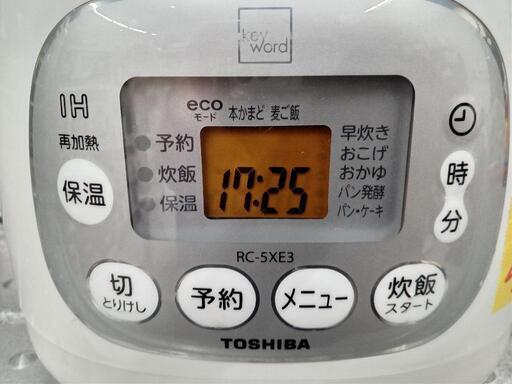 key
word
IH
再加熱
保温
eco
モード
本かまど 麦ご飯
予約
炊飯
保温
17:25
早炊き
おこげ
おかゆ
パン発酵
パン・ケーキ
時
分
RC-5XE3
切
とりけし
予約
メニュー
炊飯
スタート
TOSHIBA